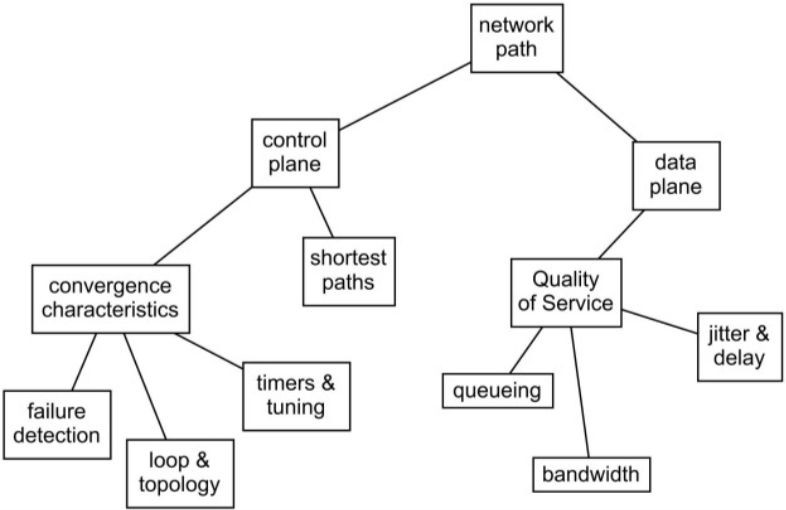 network
path
control
plane
data
plane
shortest
paths
convergence
characteristics
Quality
of Service
jitter &
delay
timers &
tuning
queueing
failure
detection
loop &
topology
bandwidth